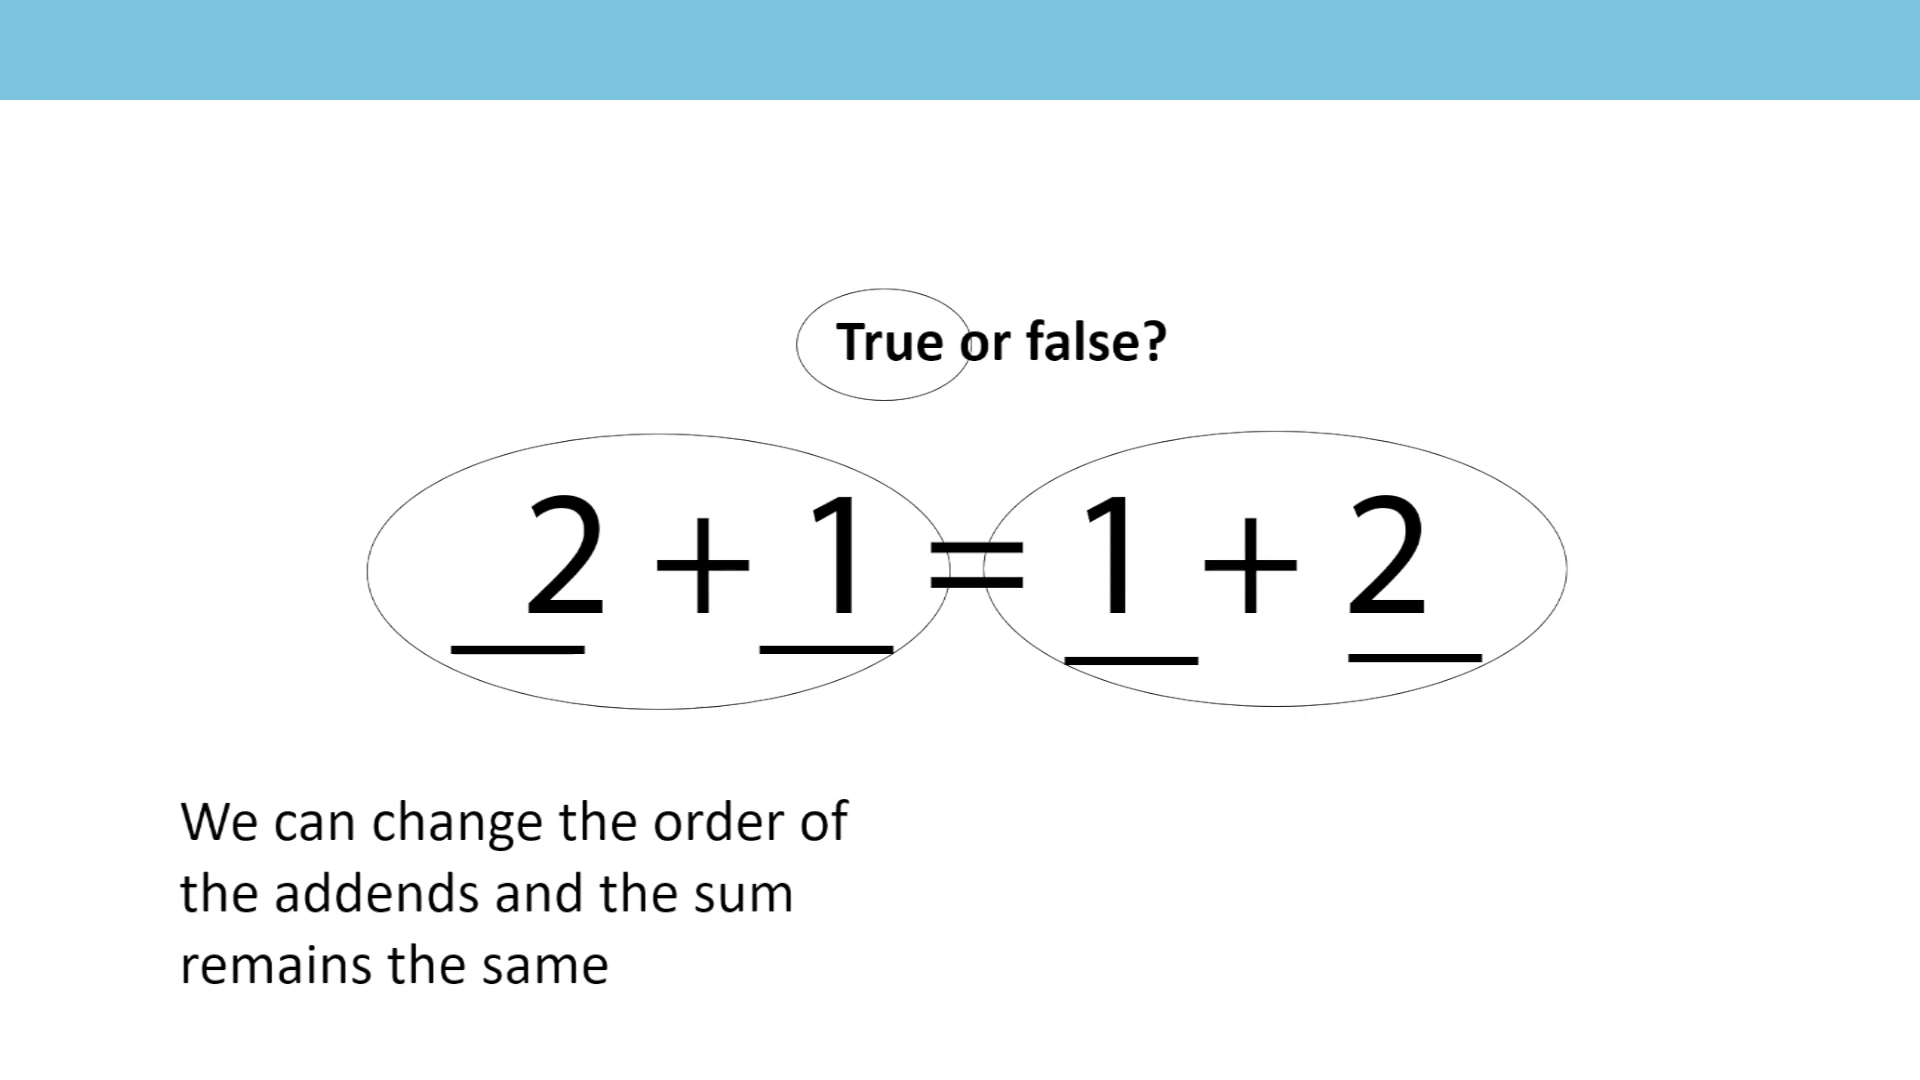 True or false?
2 + 1 = 1 + 2
We can change the order of
the addends and the sum
remains the same